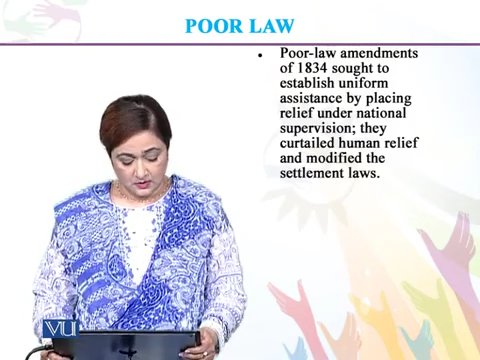 POOR LAW
• Poor-law amendments
of 1834 sought to
establish uniform
assistance by placing
relief under national
supervision; they
curtailed human relief
and modified the
settlement laws.
VU